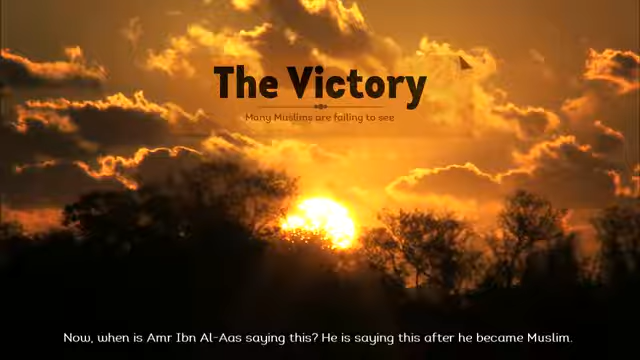 The Victory
Many Muslims are failing to see
Now, when is Amr Ibn Al-Aas saying this? He is saying this after he became Muslim.